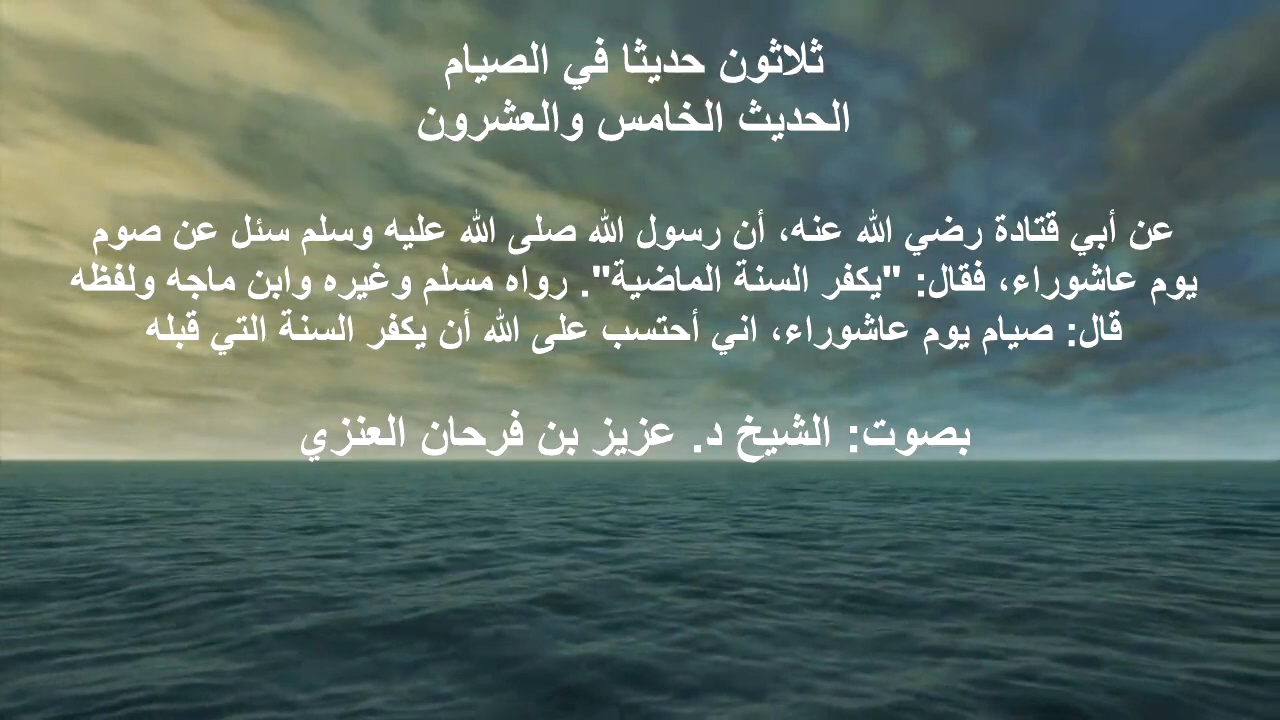 ثلاثون حديثا في الصيام
الحديث الخامس والعشرون
عن أبي قتادة رضي الله عنه، أن رسول الله صلى الله عليه وسلم سئل عن صوم
يوم عاشوراء، فقال: "يكفر السنة الماضية". رواه مسلم وغيره وابن ماجه ولفظه
قال: صيام يوم عاشوراء، اني أحتسب على الله أن يكفر السنة التي قبله
بصوت: الشيخ د. عزيز بن فرحان العنزي